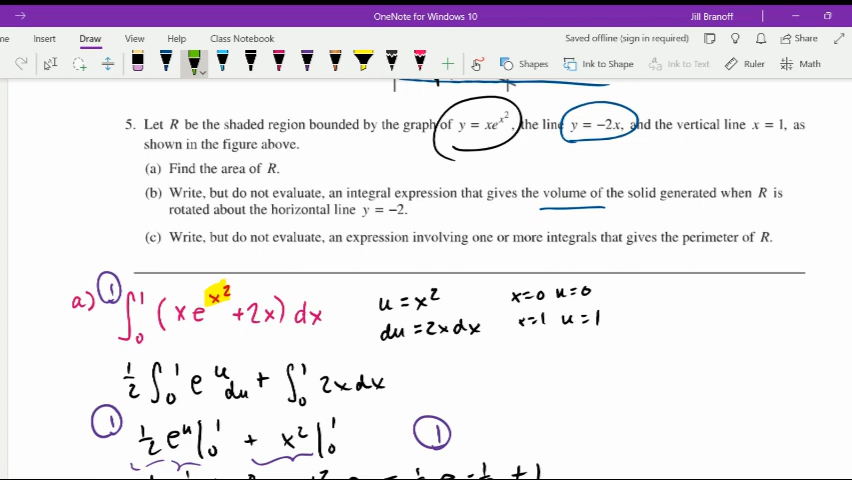 OneNote for Windows 10
Jill Branoff
Insert Draw View Help Class Notebook
Saved offline (sign in required) Share
Shapes Ink to Shape Ink to Text Ruler Math
5. Let R be the shaded region bounded by the graph of y = xe^{x^2}, the line y = −2x, and the vertical line x = 1, as
shown in the figure above.
(a) Find the area of R.
(b) Write, but do not evaluate, an integral expression that gives the volume of the solid generated when R is
rotated about the horizontal line y = −2.
(c) Write, but do not evaluate, an expression involving one or more integrals that gives the perimeter of R.
a) ① ∫₀¹ (x e^{x²} + 2x) dx
u = x² x=0 u=0
du = 2x dx x=1 u=1
½ ∫₀¹ e^u du + ∫₀¹ 2x dx
① ½ e^u |₀¹ + x² |₀¹ ①